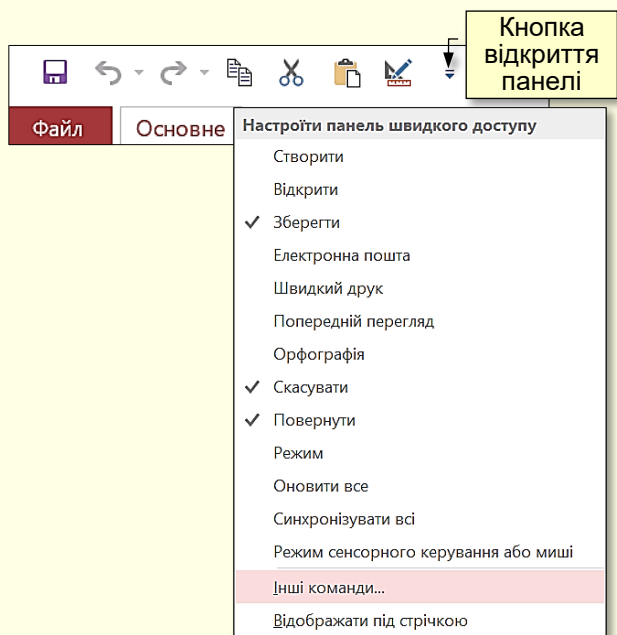 Кнопка
відкриття
панелі
Файл
Основне
Настроїти панель швидкого доступу
Створити
Відкрити
Зберегти
Електронна пошта
Швидкий друк
Попередній перегляд
Орфографія
Скасувати
Повернути
Режим
Оновити все
Синхронізувати всі
Режим сенсорного керування або миші
Інші команди...
Відображати під стрічкою